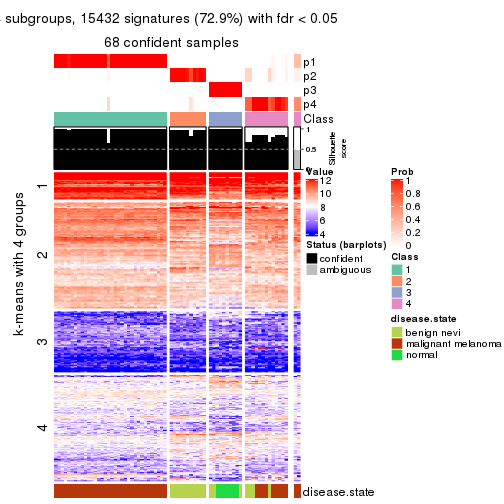 subgroups, 15432 signatures (72.9%) with fdr < 0.05
68 confident samples
p1
p2
p3
p4
Class
1
0.5
0
Silhouette
score
k-means with 4 groups
1
2
3
4
Value
12
10
8
6
4
Status (barplots)
confident
ambiguous
Prob
1
0.8
0.6
0.4
0.2
0
Class
1
2
3
4
disease.state
benign nevi
malignant melanoma
normal
disease.state